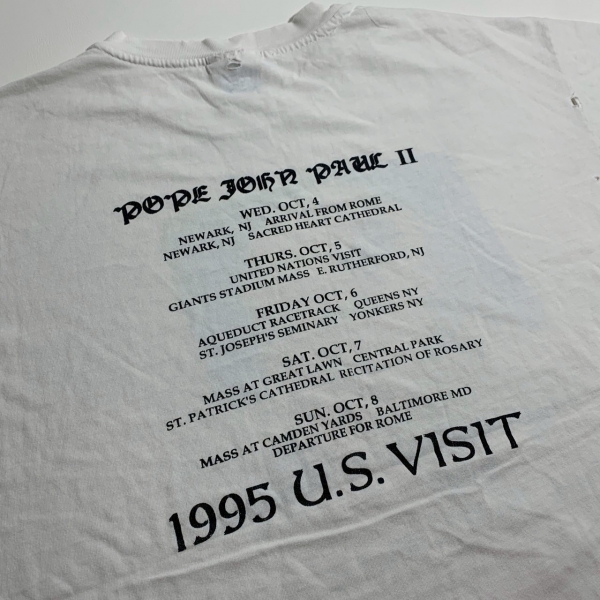 POPE JOHN PAUL II
WED. OCT, 4
NEWARK, NJ ARRIVAL FROM ROME
NEWARK, NJ SACRED HEART CATHEDRAL
THURS. OCT, 5
UNITED NATIONS VISIT
GIANTS STADIUM MASS E. RUTHERFORD, NJ
FRIDAY OCT, 6
AQUEDUCT RACETRACK QUEENS NY
ST. JOSEPH'S SEMINARY YONKERS NY
SAT. OCT, 7
MASS AT GREAT LAWN CENTRAL PARK
ST. PATRICK'S CATHEDRAL RECITATION OF ROSARY
SUN. OCT, 8
MASS AT CAMDEN YARDS BALTIMORE MD
DEPARTURE FOR ROME
1995 U.S. VISIT